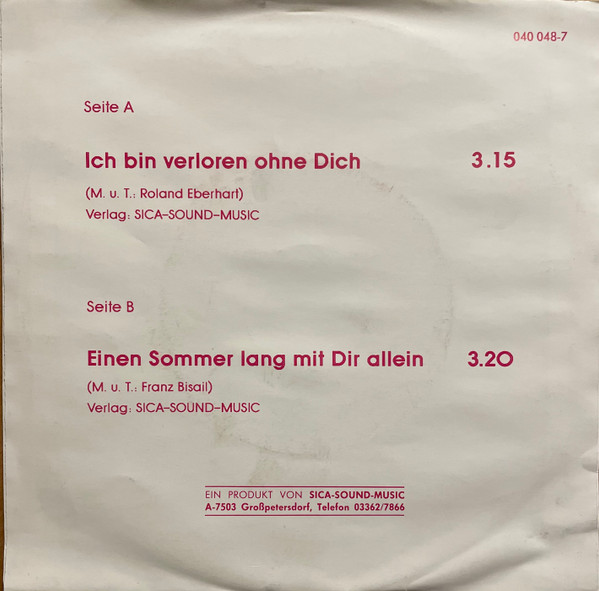 040 048-7
Seite A
Ich bin verloren ohne Dich 3.15
(M. u. T.: Roland Eberhart)
Verlag: SICA-SOUND-MUSIC
Seite B
Einen Sommer lang mit Dir allein 3.20
(M. u. T.: Franz Bisail)
Verlag: SICA-SOUND-MUSIC
EIN PRODUKT VON SICA-SOUND-MUSIC
A-7503 Großpetersdorf, Telefon 03362/7866